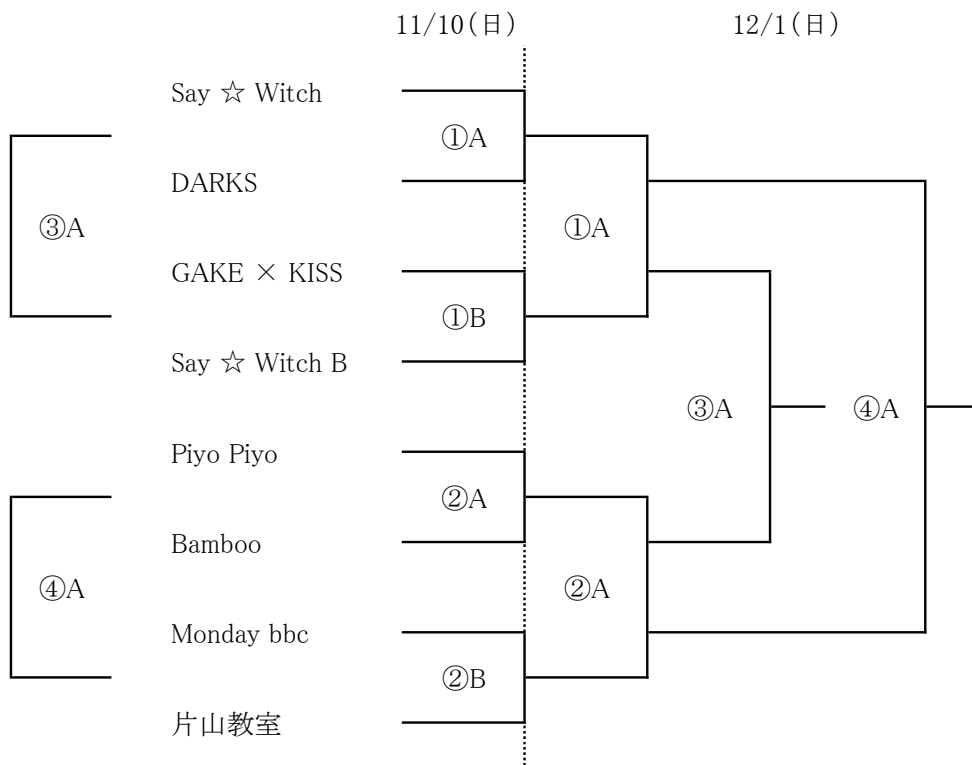 11/10(日) 12/1(日)
Say ☆ Witch
①A
DARKS
③A ①A
GAKE × KISS
①B
Say ☆ Witch B
③A ④A
Piyo Piyo
②A
Bamboo
④A ②A
Monday bbc
②B
片山教室